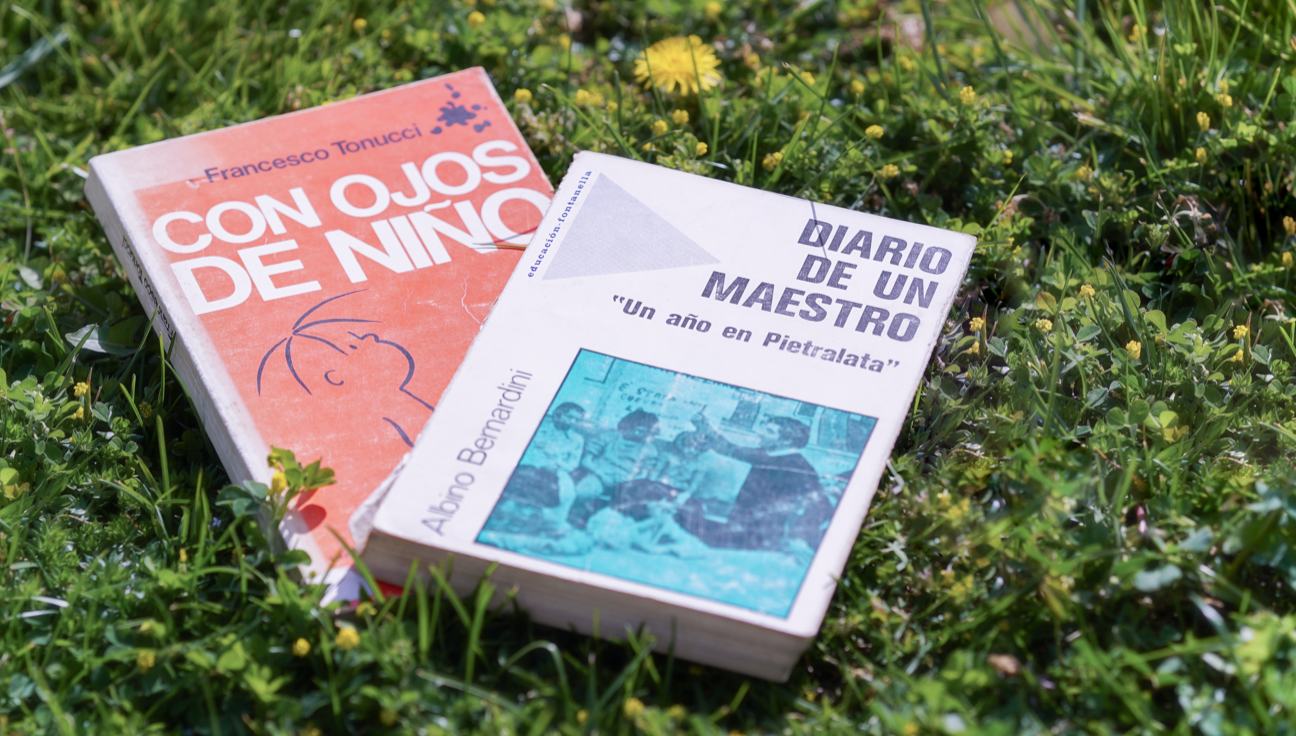 Francesco Tonucci
CON OJOS
DE NIÑO
educación.fontanella
DIARIO
DE UN
MAESTRO
"Un año en Pietralata"
Albino Bernardini